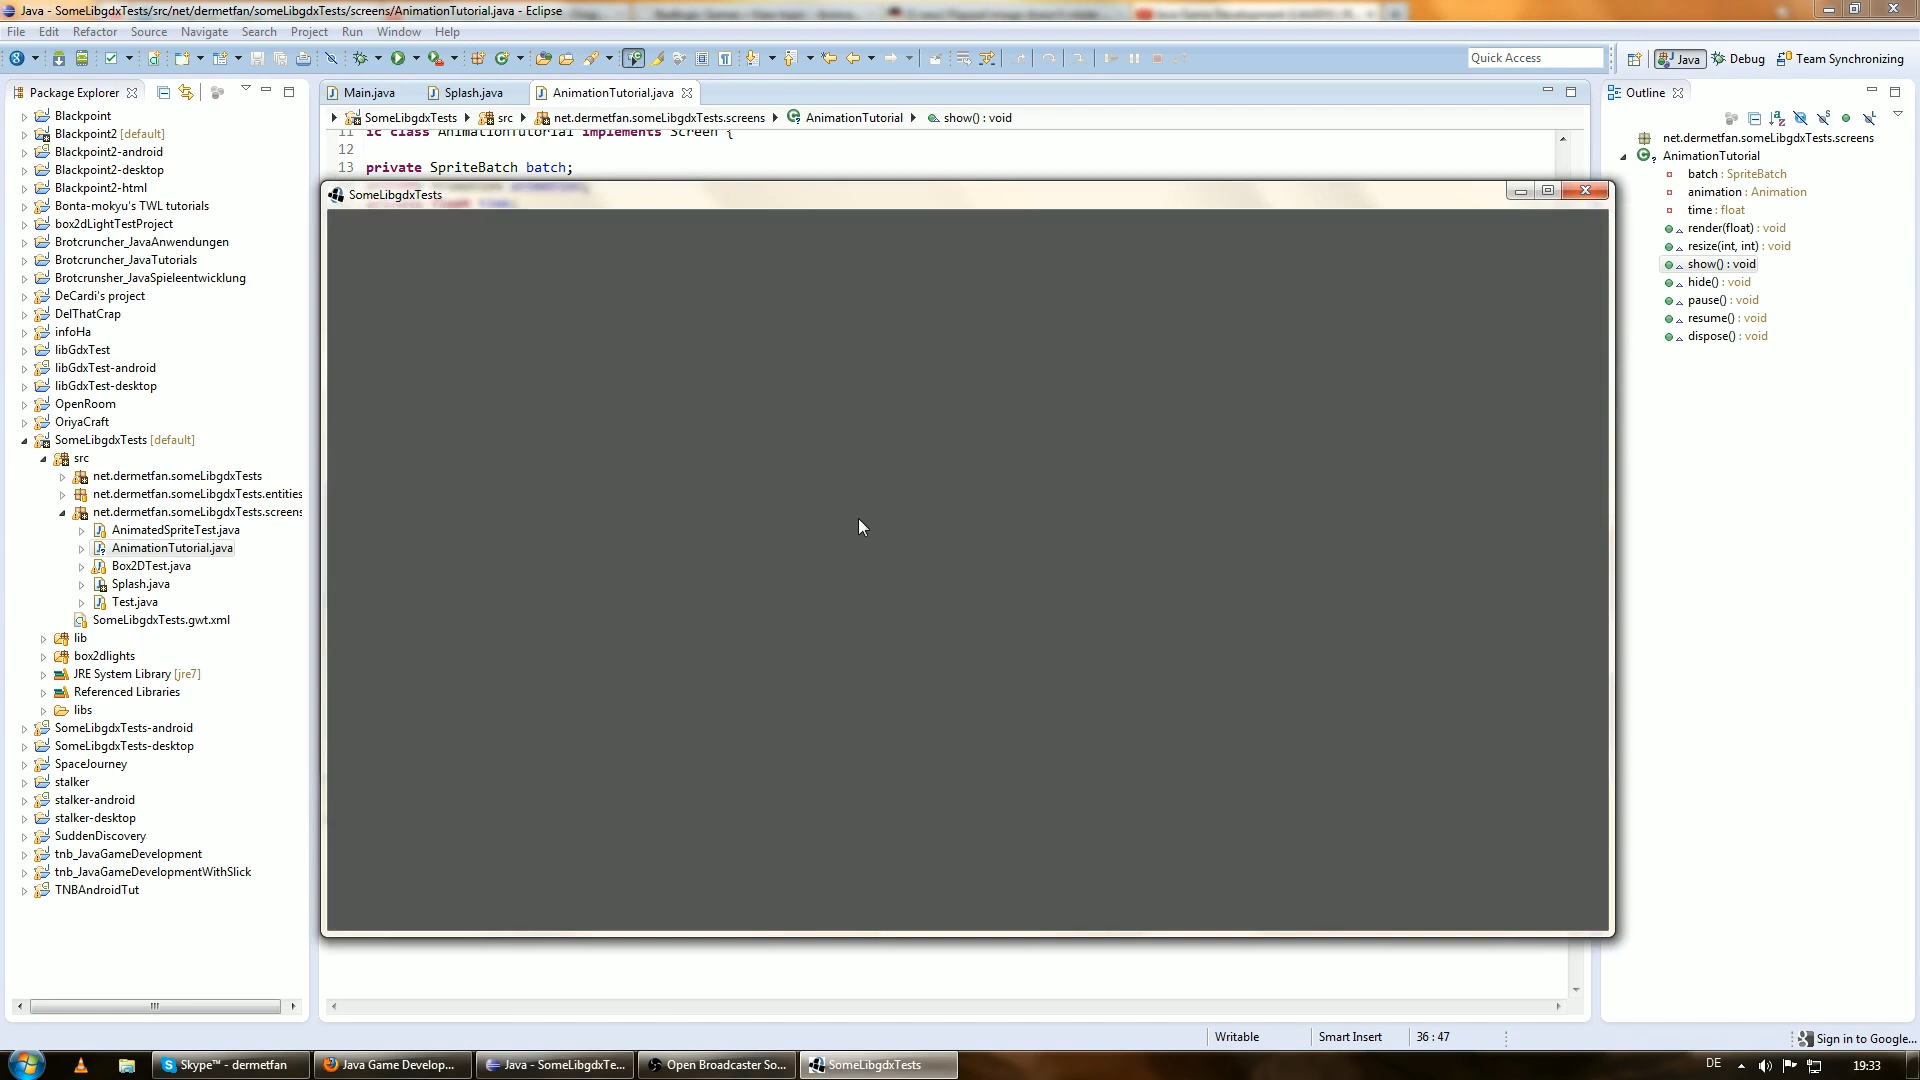 Java - SomeLibgdxTests/src/net/dermetfan/someLibgdxTests/screens/AnimationTutorial.java - Eclipse
File Edit Refactor Source Navigate Search Project Run Window Help
Quick Access
Java
Debug
Team Synchronizing
Package Explorer
Blackpoint
Blackpoint2 [default]
Blackpoint2-android
Blackpoint2-desktop
Blackpoint2-html
Bonta-mokyu's TWL tutorials
box2dLightTestProject
Brotcruncher_JavaAnwendungen
Brotcruncher_JavaTutorials
Brotcrunsher_JavaSpieleentwicklung
DeCardi's project
DelThatCrap
infoHa
libGdxTest
libGdxTest-android
libGdxTest-desktop
OpenRoom
OriyaCraft
SomeLibgdxTests [default]
src
net.dermetfan.someLibgdxTests
net.dermetfan.someLibgdxTests.entities
net.dermetfan.someLibgdxTests.screens
AnimatedSpriteTest.java
AnimationTutorial.java
Box2DTest.java
Splash.java
Test.java
SomeLibgdxTests.gwt.xml
lib
box2dlights
JRE System Library [jre7]
Referenced Libraries
libs
SomeLibgdxTests-android
SomeLibgdxTests-desktop
SpaceJourney
stalker
stalker-android
stalker-desktop
SuddenDiscovery
tnb_JavaGameDevelopment
tnb_JavaGameDevelopmentWithSlick
TNBAndroidTut
Main.java
Splash.java
AnimationTutorial.java
SomeLibgdxTests
src
net.dermetfan.someLibgdxTests.screens
AnimationTutorial
show() : void
11 ic class AnimationTutorial implements Screen {
12
13 private SpriteBatch batch;
SomeLibgdxTests
Outline
net.dermetfan.someLibgdxTests.screens
AnimationTutorial
batch : SpriteBatch
animation : Animation
time : float
render(float) : void
resize(int, int) : void
show() : void
hide() : void
pause() : void
resume() : void
dispose() : void
Writable
Smart Insert
36 : 47
Sign in to Google...
Skype™ - dermetfan
Java Game Develop...
Java - SomeLibgdxTe...
Open Broadcaster So...
SomeLibgdxTests
DE
19:33